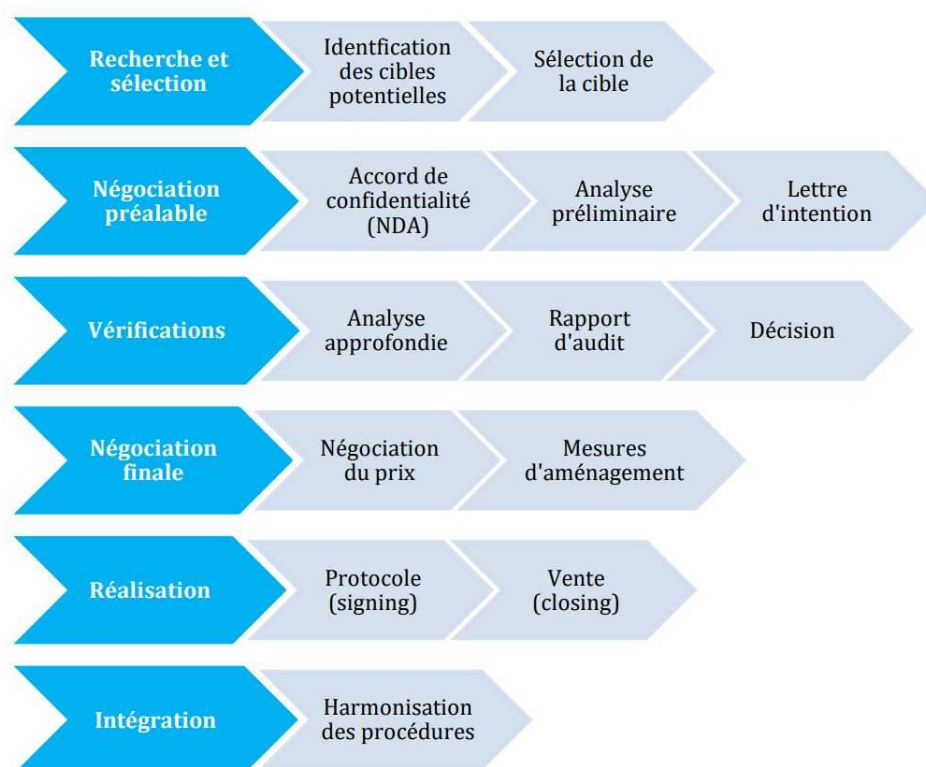 Recherche et
sélection
Identfication
des cibles
potentielles
Sélection de
la cible
Négociation
préalable
Accord de
confidentialité
(NDA)
Analyse
préliminaire
Lettre
d'intention
Vérifications
Analyse
approfondie
Rapport
d'audit
Décision
Négociation
finale
Négociation
du prix
Mesures
d'aménagement
Réalisation
Protocole
(signing)
Vente
(closing)
Intégration
Harmonisation
des procédures